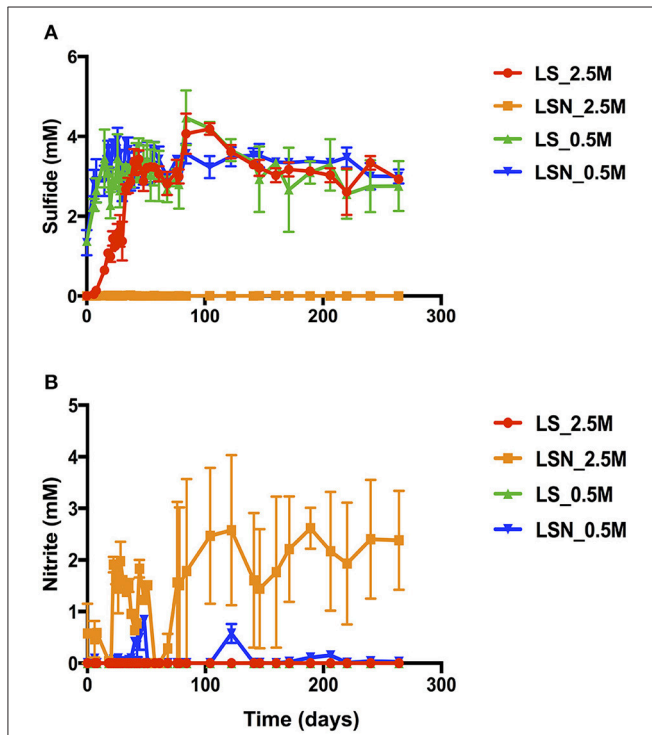 A
6
4
2
0
Sulfide (mM)
0 100 200 300
LS_2.5M
LSN_2.5M
LS_0.5M
LSN_0.5M
B
5
4
3
2
1
0
Nitrite (mM)
0 100 200 300
Time (days)
LS_2.5M
LSN_2.5M
LS_0.5M
LSN_0.5M